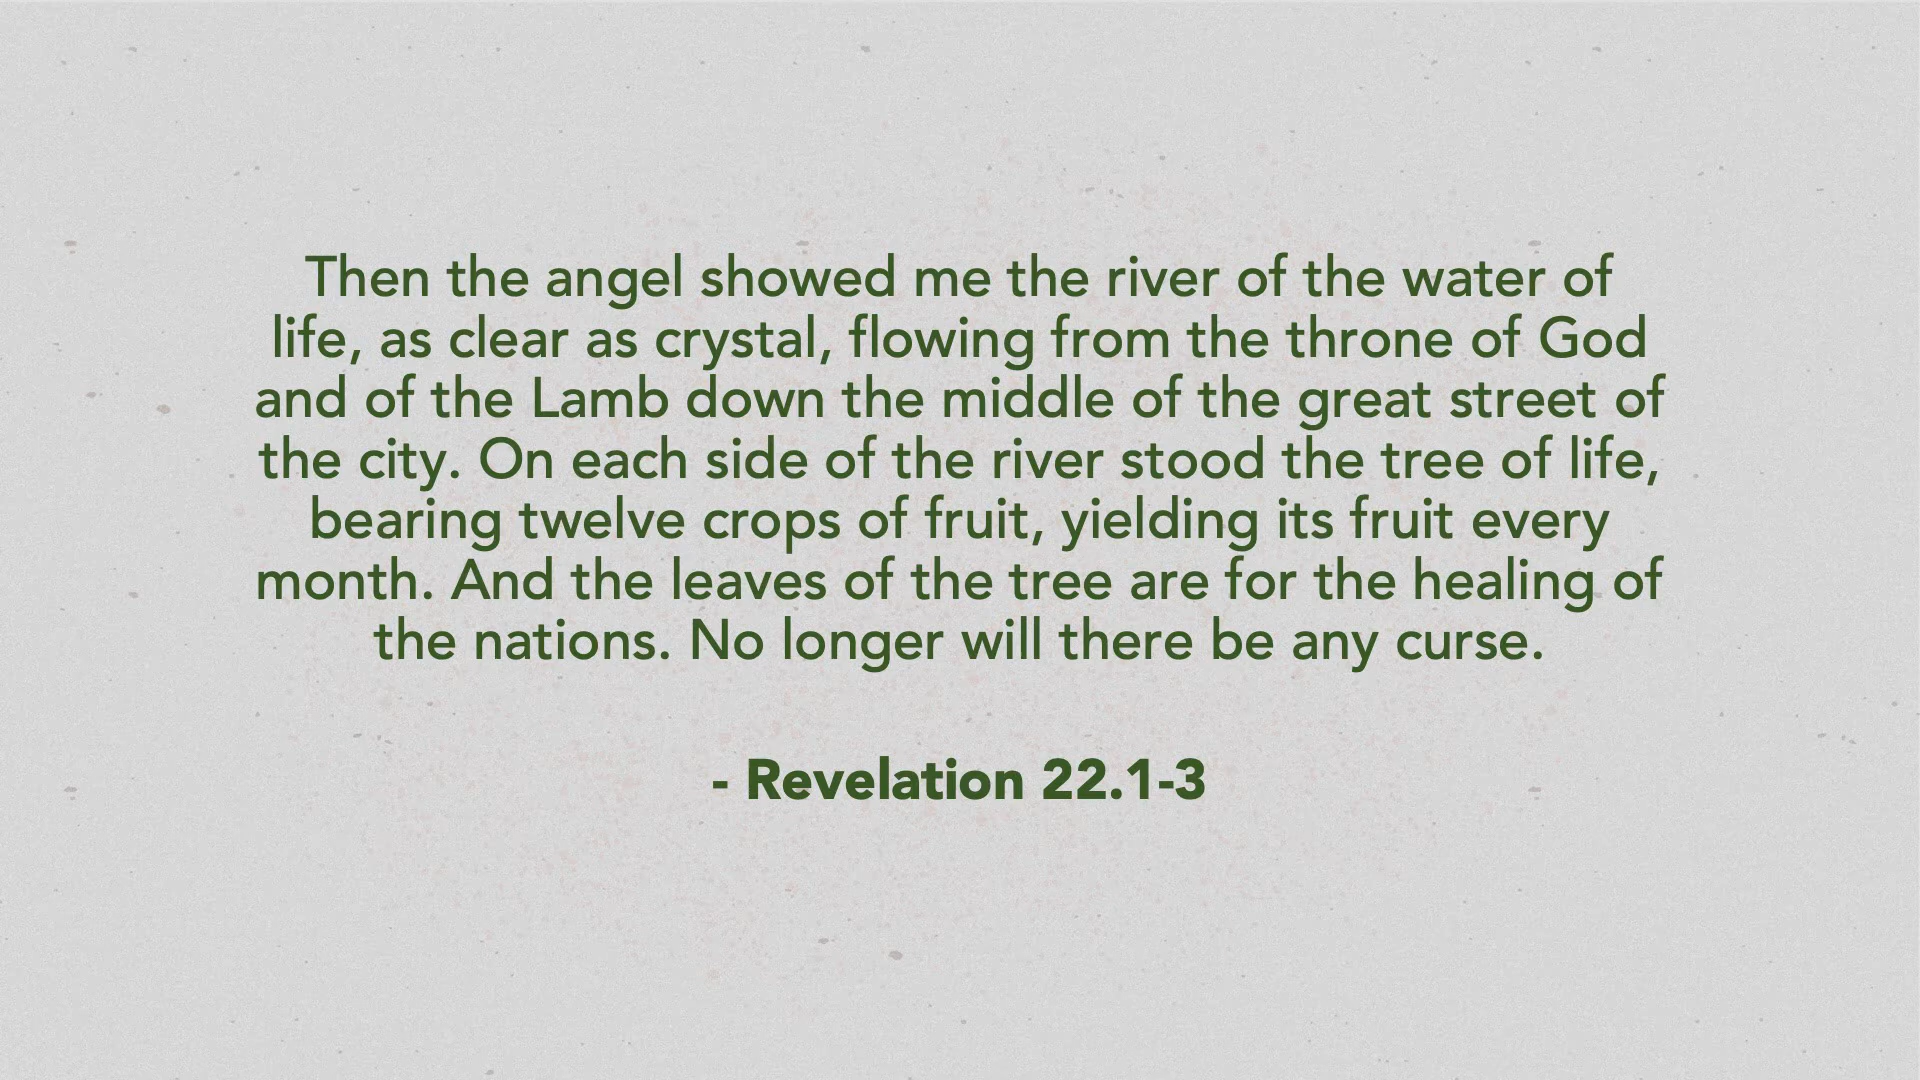 Then the angel showed me the river of the water of
life, as clear as crystal, flowing from the throne of God
and of the Lamb down the middle of the great street of
the city. On each side of the river stood the tree of life,
bearing twelve crops of fruit, yielding its fruit every
month. And the leaves of the tree are for the healing of
the nations. No longer will there be any curse.
- Revelation 22.1-3